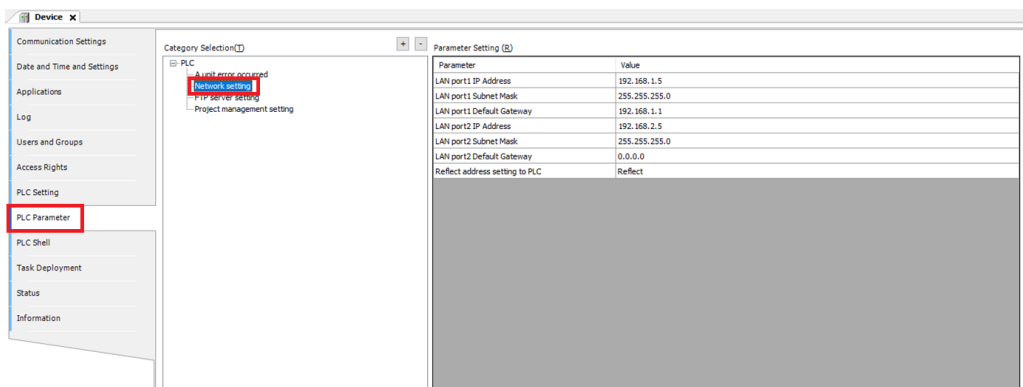 Device x
Communication Settings
Date and Time and Settings
Applications
Log
Users and Groups
Access Rights
PLC Setting
PLC Parameter
PLC Shell
Task Deployment
Status
Information
Category Selection(T)
+ -
PLC
A unit error occurred
Network setting
FTP server setting
Project management setting
Parameter Setting (R)
Parameter Value
LAN port1 IP Address 192.168.1.5
LAN port1 Subnet Mask 255.255.255.0
LAN port1 Default Gateway 192.168.1.1
LAN port2 IP Address 192.168.2.5
LAN port2 Subnet Mask 255.255.255.0
LAN port2 Default Gateway 0.0.0.0
Reflect address setting to PLC Reflect